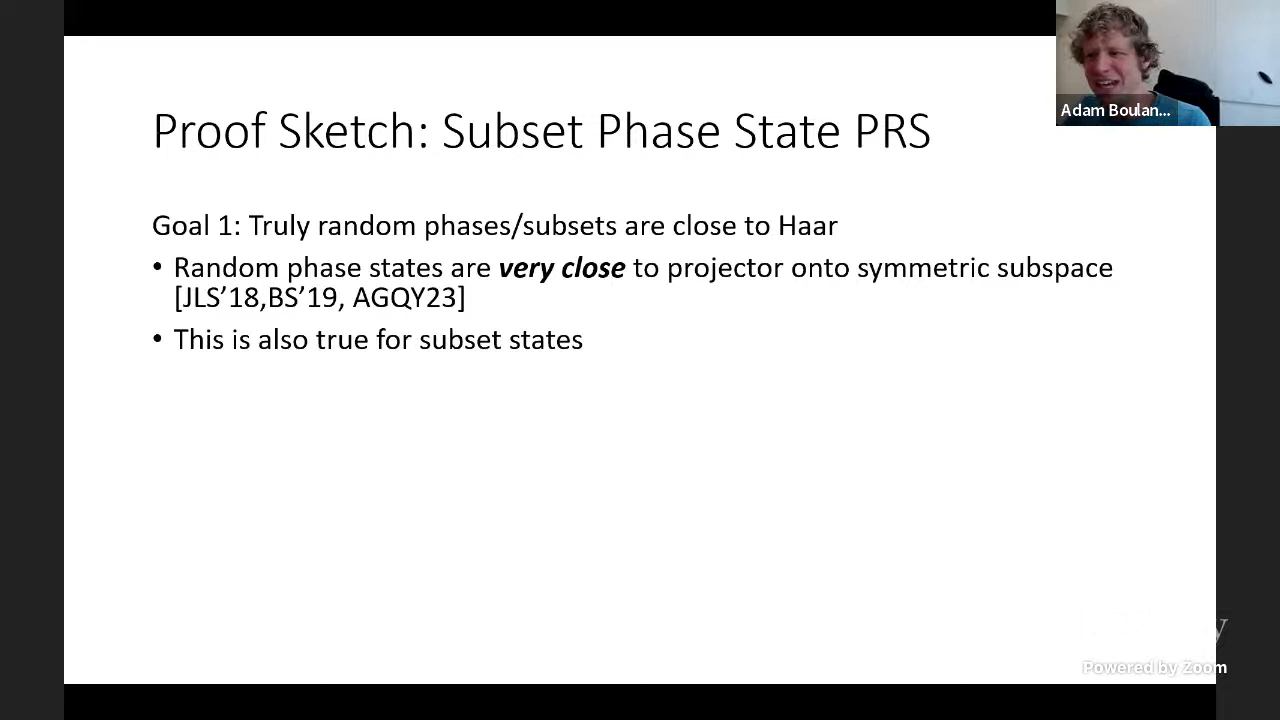 Proof Sketch: Subset Phase State PRS
Adam Boulan...
Goal 1: Truly random phases/subsets are close to Haar
• Random phase states are very close to projector onto symmetric subspace
[JLS’18,BS’19, AGQY23]
• This is also true for subset states
y
Powered by Zoom